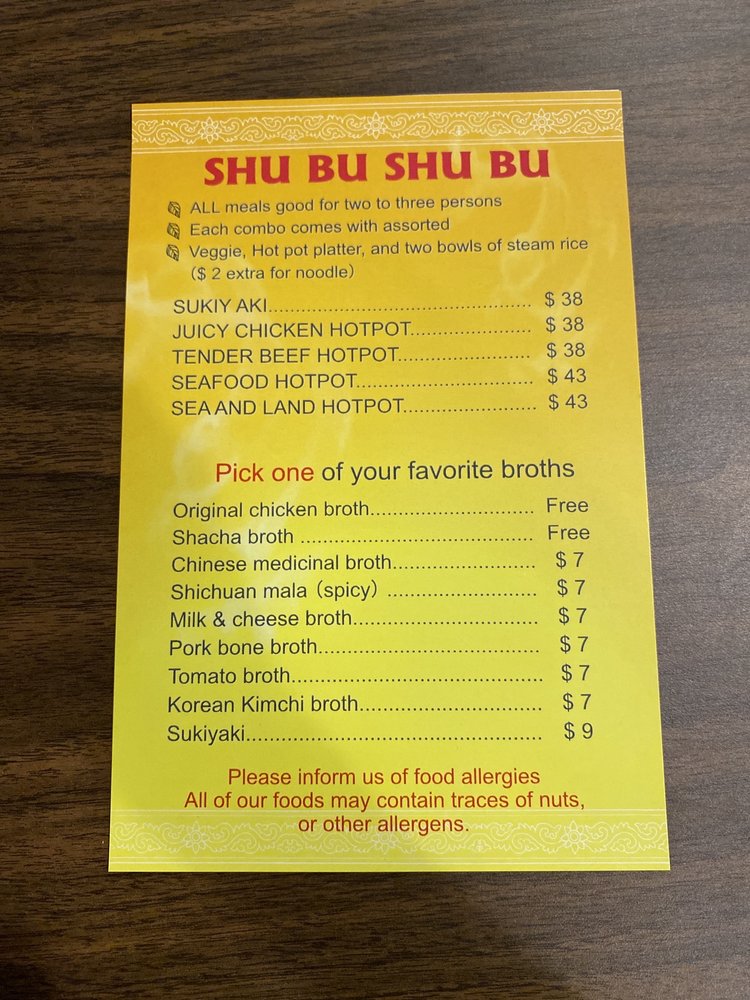 SHU BU SHU BU
ALL meals good for two to three persons
Each combo comes with assorted
Veggie, Hot pot platter, and two bowls of steam rice
($ 2 extra for noodle)
SUKIY AKI................................................ $ 38
JUICY CHICKEN HOTPOT..................... $ 38
TENDER BEEF HOTPOT....................... $ 38
SEAFOOD HOTPOT............................... $ 43
SEA AND LAND HOTPOT........................ $ 43
Pick one of your favorite broths
Original chicken broth............................ Free
Shacha broth ........................................ Free
Chinese medicinal broth......................... $ 7
Shichuan mala (spicy) .......................... $ 7
Milk & cheese broth................................ $ 7
Pork bone broth...................................... $ 7
Tomato broth........................................... $ 7
Korean Kimchi broth............................... $ 7
Sukiyaki................................................... $ 9
Please inform us of food allergies
All of our foods may contain traces of nuts,
or other allergens.